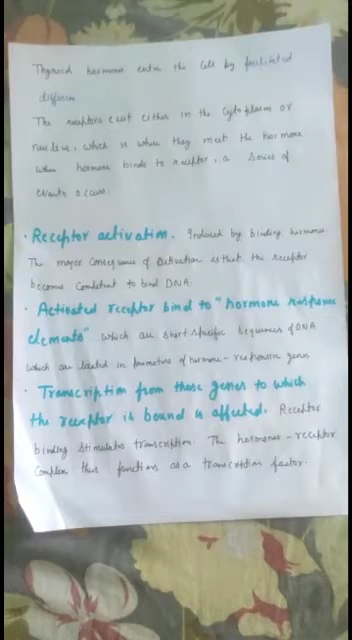 Thyroid hormone enter the cell by facilitated
diffusion
The receptors exist either in the cytoplasm or
nucleus, which is where they meet the hormone
When hormone binds to receptor, a series of
events occurs.
• Receptor activation. Induced by binding hormone
The major consequence of activation is that the receptor
become competent to bind DNA.
• Activated receptor bind to "hormone response
elements" which are short specific sequences of DNA
which are located in promoters of hormone-responsive genes
• Transcription from those genes to which
the receptor is bound is affected. Receptor
binding stimulates transcription. The hormones-receptor
Complex thus functions as a transcription factor.